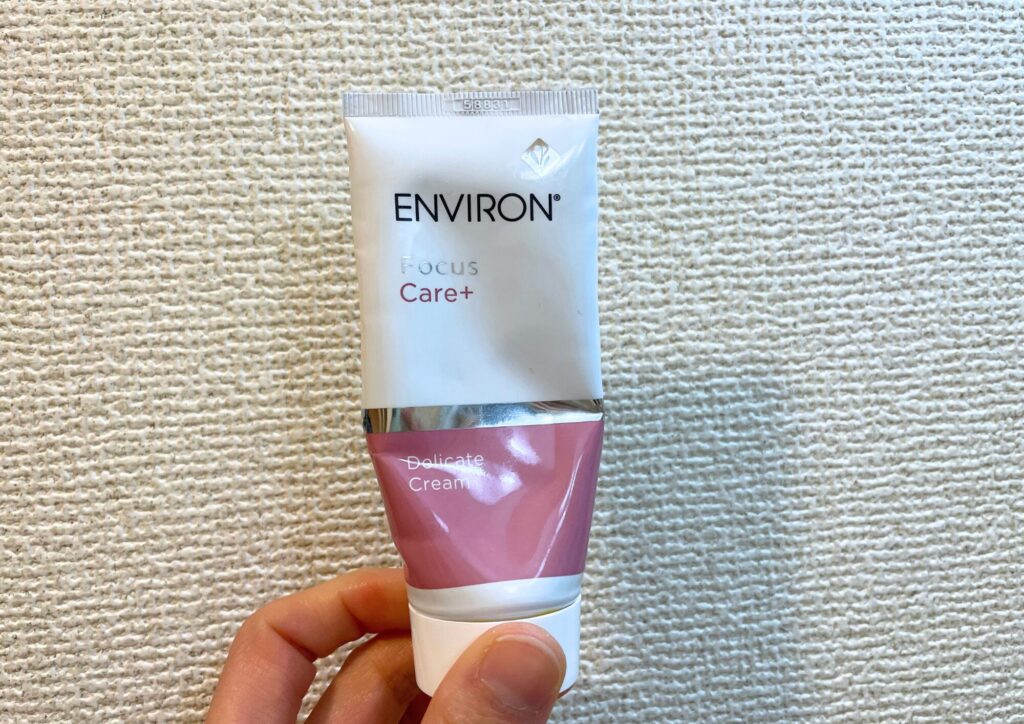 58831
ENVIRON®
Focus
Care+
Delicate
Cream